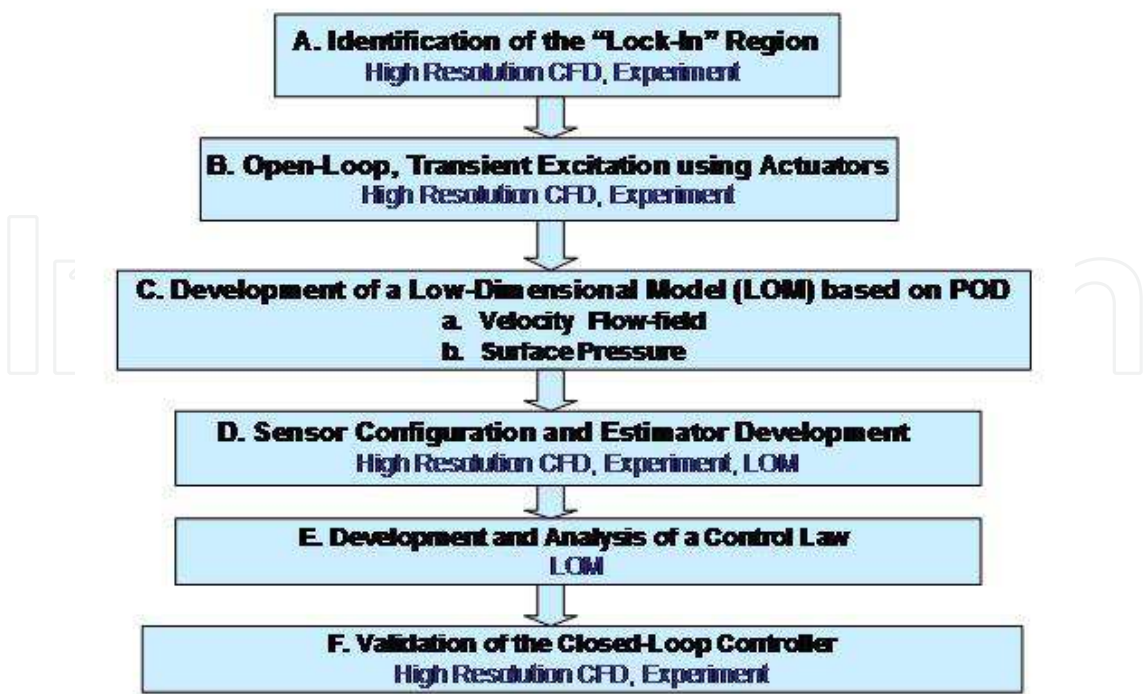 A. Identification of the “Lock-In” Region
High Resolution CFD, Experiment
B. Open-Loop, Transient Excitation using Actuators
High Resolution CFD, Experiment
C. Development of a Low-Dimensional Model (LOM) based on POD
a. Velocity Flow-field
b. Surface Pressure
D. Sensor Configuration and Estimator Development
High Resolution CFD, Experiment, LOM
E. Development and Analysis of a Control Law
LOM
F. Validation of the Closed-Loop Controller
High Resolution CFD, Experiment